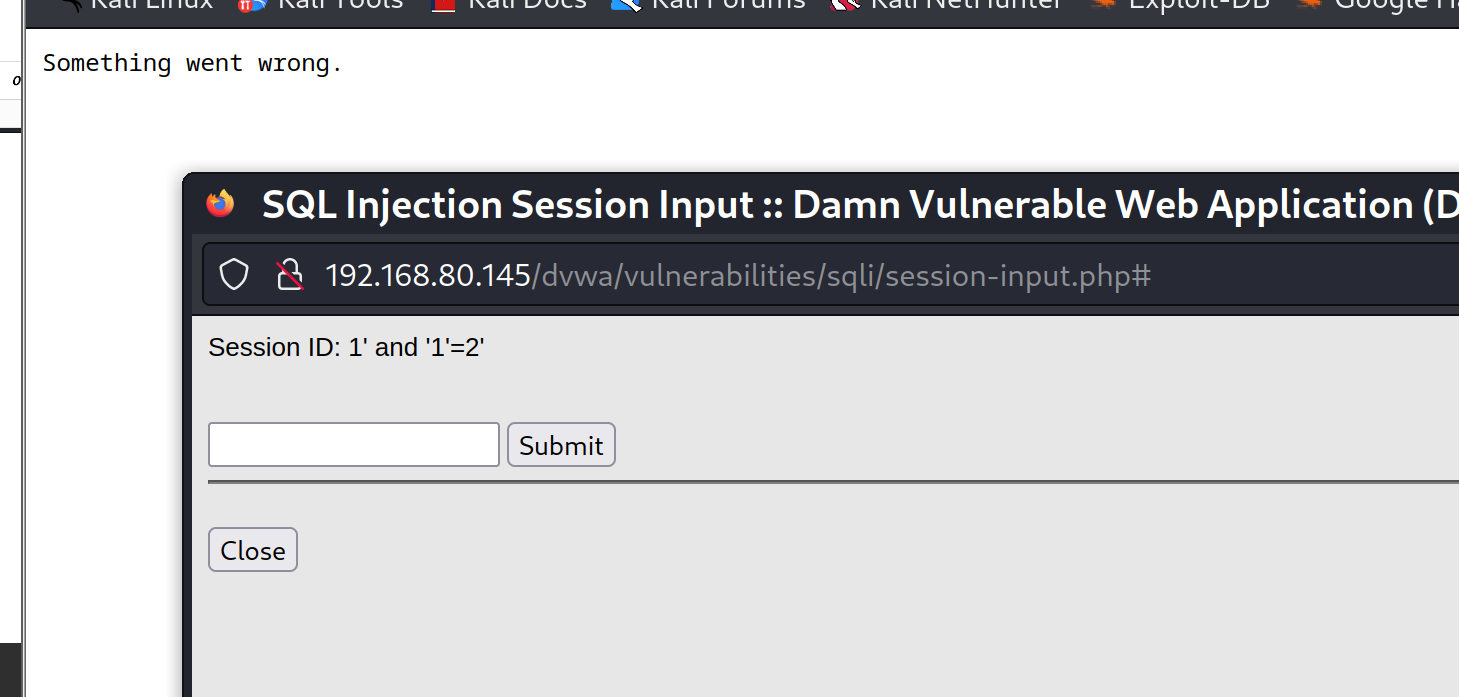 Kali Linux Kali Tools Kali Docs Kali Forums Kali NetHunter Exploit-DB Google
Something went wrong.
SQL Injection Session Input :: Damn Vulnerable Web Application (D
192.168.80.145/dvwa/vulnerabilities/sqli/session-input.php#
Session ID: 1' and '1'=2'
Submit
Close